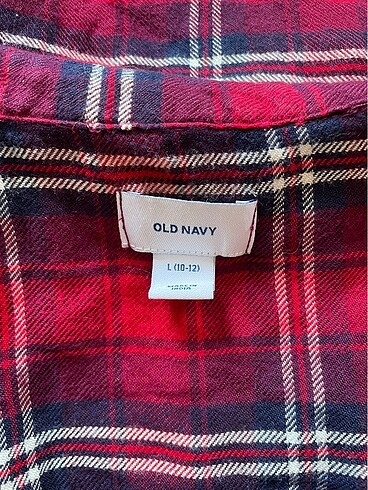 OLD NAVY
L (10-12)